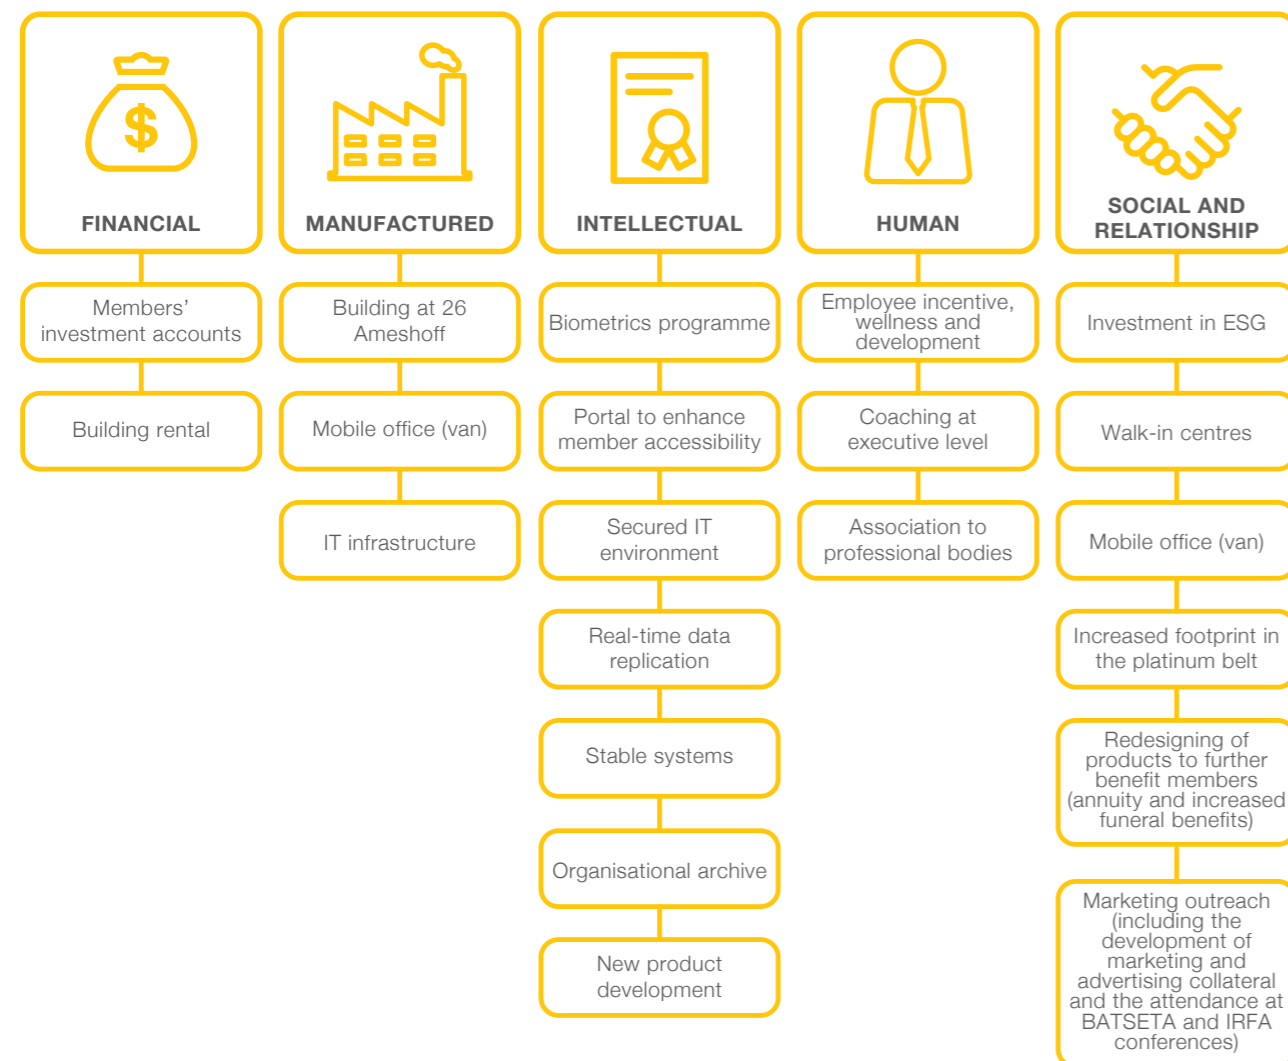 $
FINANCIAL
Members’
investment accounts
Building rental
MANUFACTURED
Building at 26
Ameshoff
Mobile office (van)
IT infrastructure
INTELLECTUAL
Biometrics programme
Portal to enhance
member accessibility
Secured IT
environment
Real-time data
replication
Stable systems
Organisational archive
New product
development
HUMAN
Employee incentive,
wellness and
development
Coaching at
executive level
Association to
professional bodies
SOCIAL AND
RELATIONSHIP
Investment in ESG
Walk-in centres
Mobile office (van)
Increased footprint in
the platinum belt
Redesigning of
products to further
benefit members
(annuity and increased
funeral benefits)
Marketing outreach
(including the
development of
marketing and
advertising collateral
and the attendance at
BATSETA and IRFA
conferences)